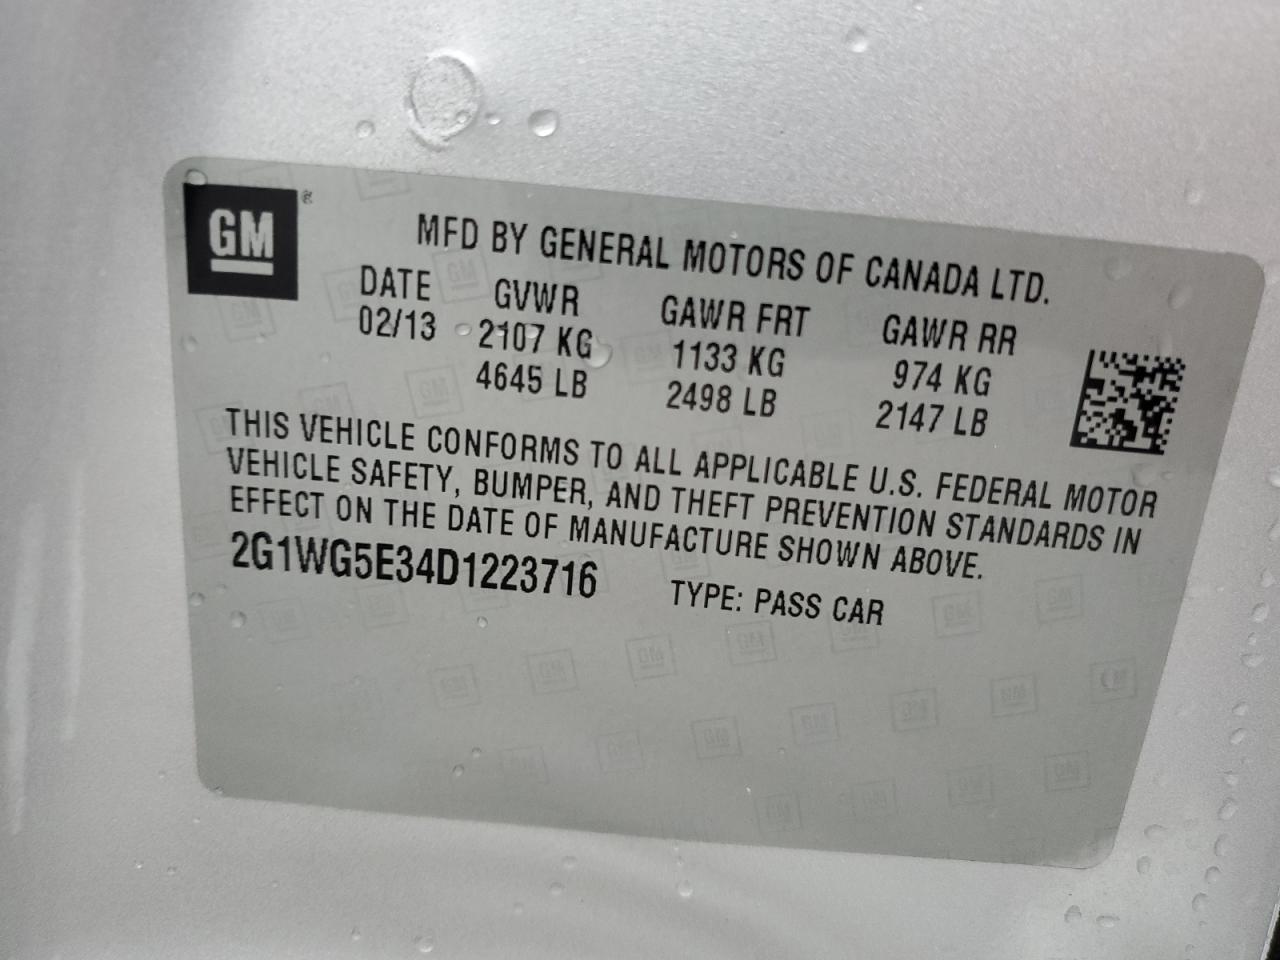 GM ®
MFD BY GENERAL MOTORS OF CANADA LTD.
DATE GVWR GAWR FRT GAWR RR
02/13 2107 KG 1133 KG 974 KG
4645 LB 2498 LB 2147 LB
THIS VEHICLE CONFORMS TO ALL APPLICABLE U.S. FEDERAL MOTOR
VEHICLE SAFETY, BUMPER, AND THEFT PREVENTION STANDARDS IN
EFFECT ON THE DATE OF MANUFACTURE SHOWN ABOVE.
2G1WG5E34D1223716 TYPE: PASS CAR